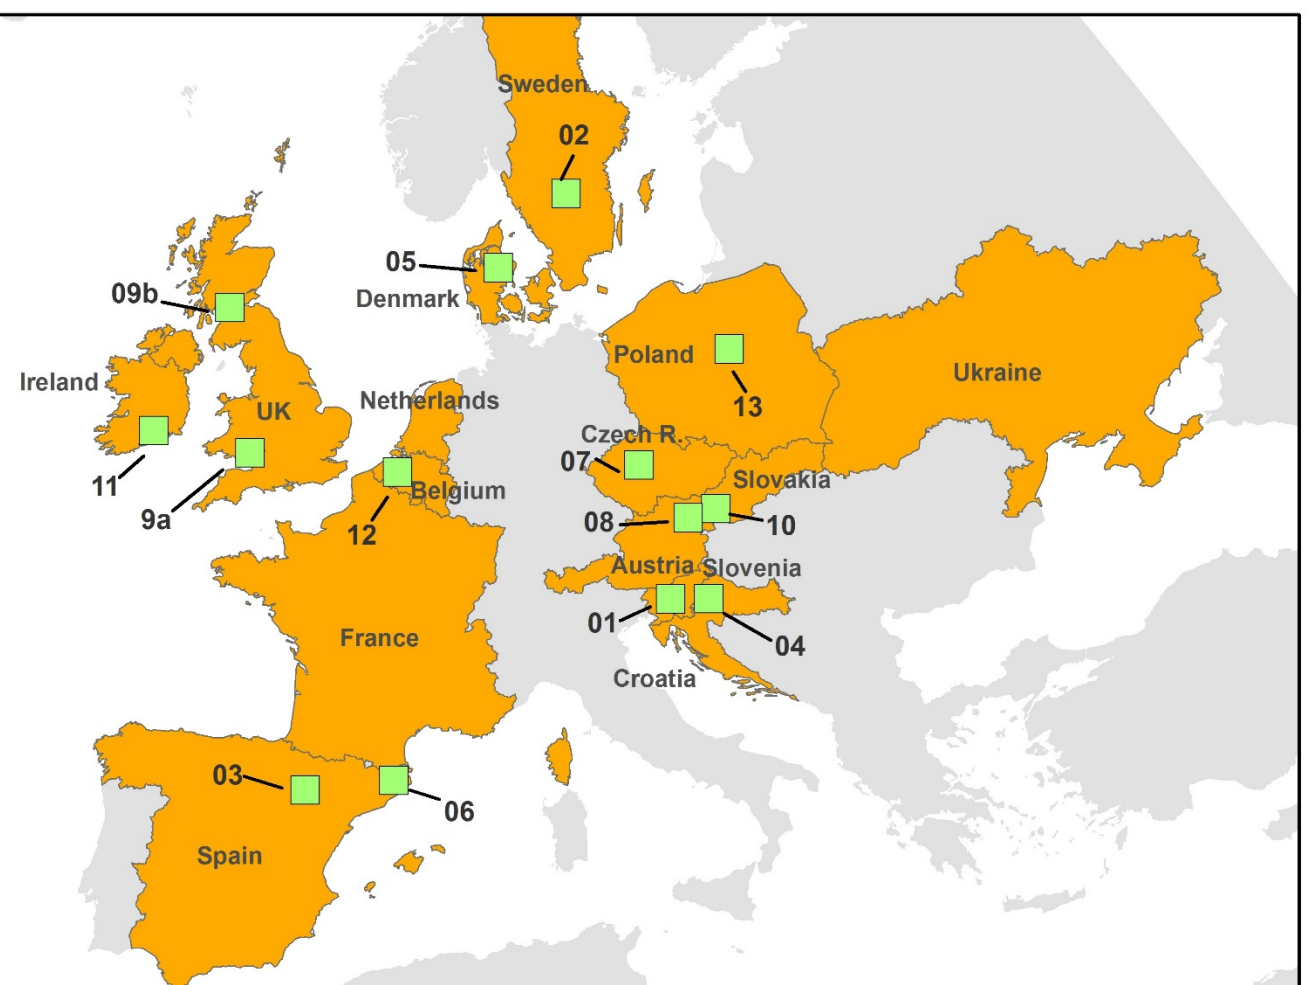 Sweden
02
05
Denmark
09b
Poland
13
Ukraine
Ireland
UK
Netherlands
Czech R.
07
11
9a
12
Belgium
Slovakia
08
10
Austria
Slovenia
01
04
France
Croatia
03
06
Spain